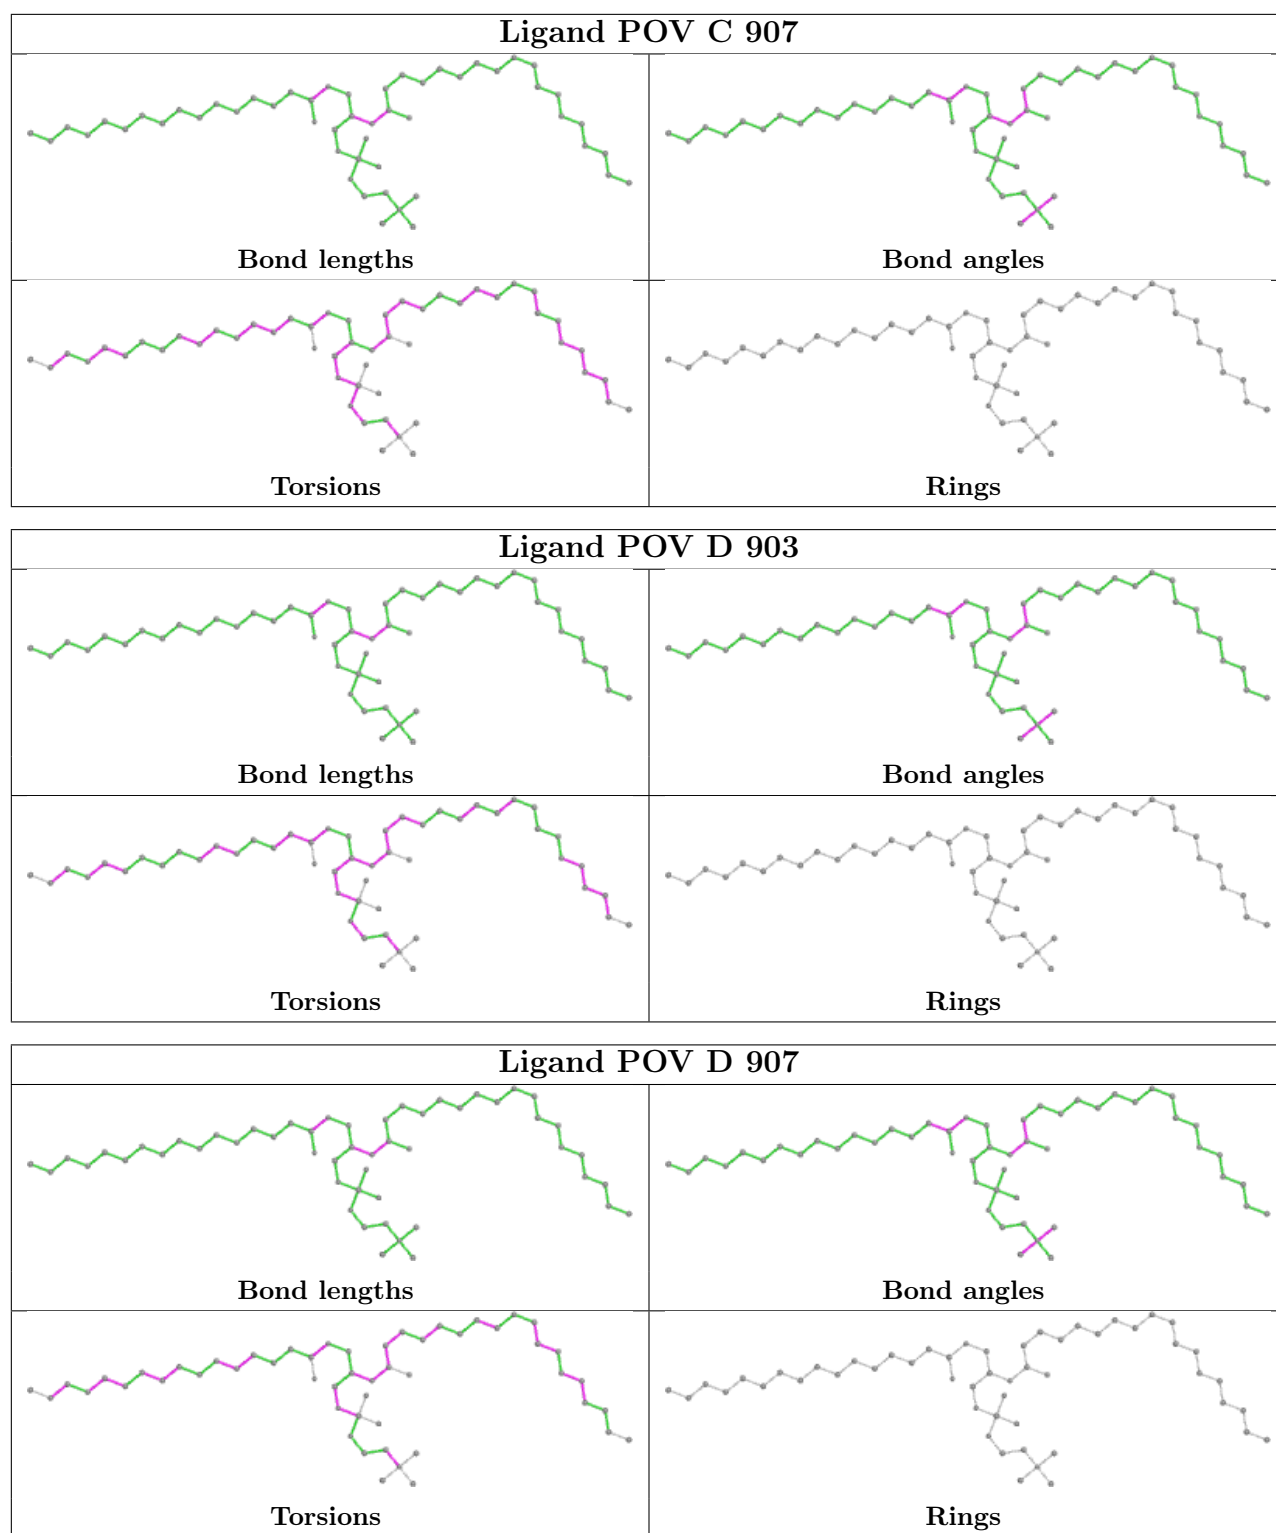 Ligand POV C 907
Bond lengths
Bond angles
Torsions
Rings
Ligand POV D 903
Bond lengths
Bond angles
Torsions
Rings
Ligand POV D 907
Bond lengths
Bond angles
Torsions
Rings